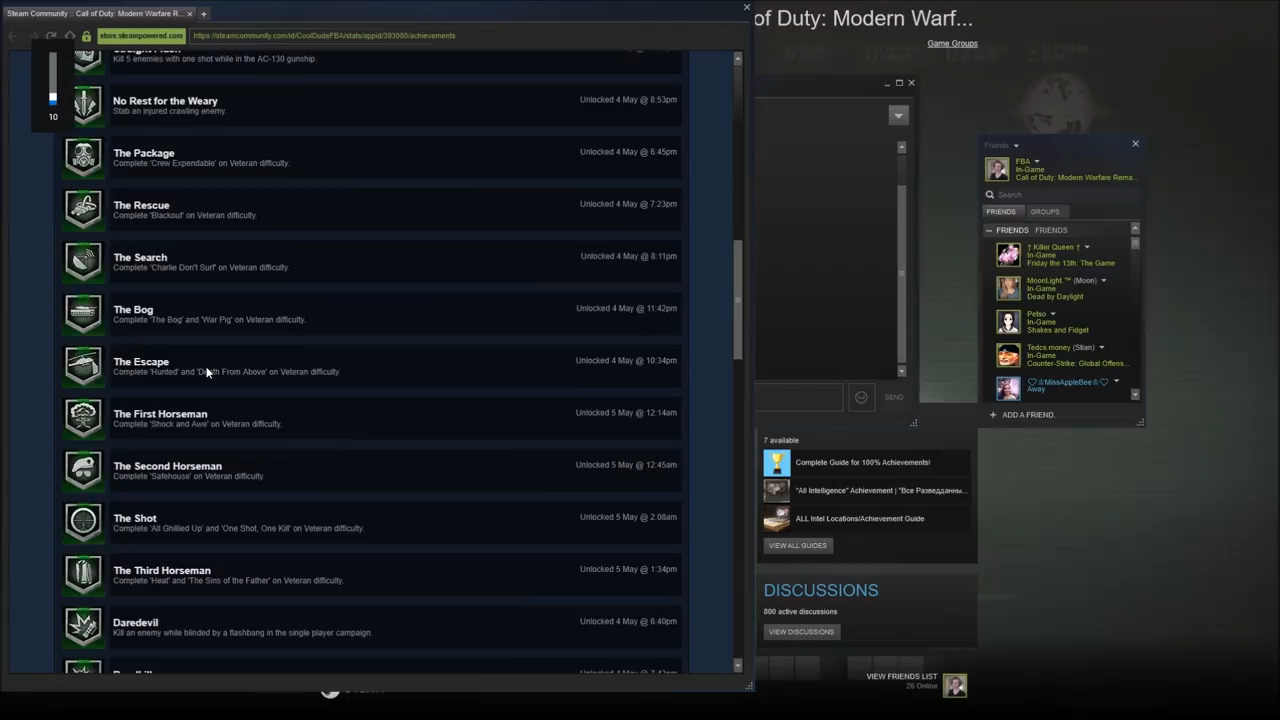 Steam Community :: Call of Duty: Modern Warfare R...
store.steampowered.com
https://steamcommunity.com/id/CoolDudeFBA/stats/appid/393080/achievements
10
Kill 5 enemies with one shot while in the AC-130 gunship.
No Rest for the Weary
Stab an injured crawling enemy.
Unlocked 4 May @ 8:53pm
The Package
Complete 'Crew Expendable' on Veteran difficulty.
Unlocked 4 May @ 6:45pm
The Rescue
Complete 'Blackout' on Veteran difficulty.
Unlocked 4 May @ 7:23pm
The Search
Complete 'Charlie Don't Surf' on Veteran difficulty.
Unlocked 4 May @ 8:11pm
The Bog
Complete 'The Bog' and 'War Pig' on Veteran difficulty.
Unlocked 4 May @ 11:42pm
The Escape
Complete 'Hunted' and 'Death From Above' on Veteran difficulty.
Unlocked 4 May @ 10:34pm
The First Horseman
Complete 'Shock and Awe' on Veteran difficulty.
Unlocked 5 May @ 12:14am
The Second Horseman
Complete 'Safehouse' on Veteran difficulty.
Unlocked 5 May @ 12:45am
The Shot
Complete 'All Ghillied Up' and 'One Shot, One Kill' on Veteran difficulty.
Unlocked 5 May @ 2:08am
The Third Horseman
Complete 'Heat' and 'The Sins of the Father' on Veteran difficulty.
Unlocked 5 May @ 1:34pm
Daredevil
Kill an enemy while blinded by a flashbang in the single player campaign.
Unlocked 4 May @ 6:40pm
of Duty: Modern Warf...
Game Groups
SEND
7 available
Complete Guide for 100% Achievements!
"All Intelligence" Achievement | "Все Разведданны...
ALL Intel Locations/Achievement Guide
VIEW ALL GUIDES
DISCUSSIONS
800 active discussions
VIEW DISCUSSIONS
Friends
FBA
In-Game
Call of Duty: Modern Warfare Rema...
Search
FRIENDS GROUPS
FRIENDS FRIENDS
† Killer Queen †
In-Game
Friday the 13th: The Game
MoonLight.™ (Moon)
In-Game
Dead by Daylight
Petso
In-Game
Shakes and Fidget
Tedcs.money (Stian)
In-Game
Counter-Strike: Global Offens...
♡♔MissAppleBee♔♡
Away
ADD A FRIEND...
VIEW FRIENDS LIST
26 Online